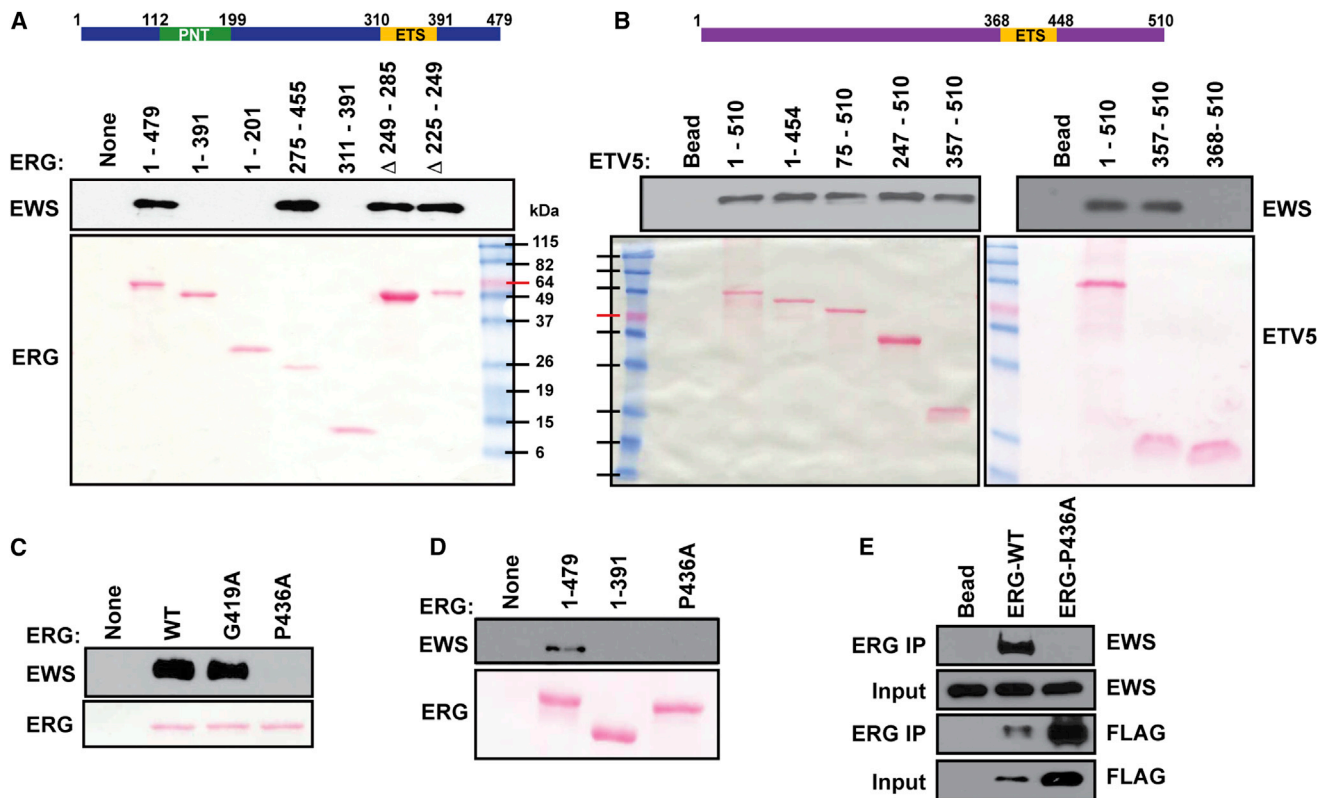 A
1 112 199 310 391 479
PNT ETS
ERG: None 1 - 479 1- 391 1 - 201 275 - 455 311 - 391 Δ 249 - 285 Δ 225 - 249
EWS
kDa
ERG
115
82
64
49
37
26
19
15
6
B
1 368 448 510
ETS
ETV5: Bead 1 - 510 1 - 454 75 - 510 247 - 510 357 - 510
Bead 1 - 510 357 - 510 368- 510
EWS
ETV5
C
ERG: None WT G419A P436A
EWS
ERG
D
ERG: None 1-479 1-391 P436A
EWS
ERG
E
Bead ERG-WT ERG-P436A
ERG IP EWS
Input EWS
ERG IP FLAG
Input FLAG